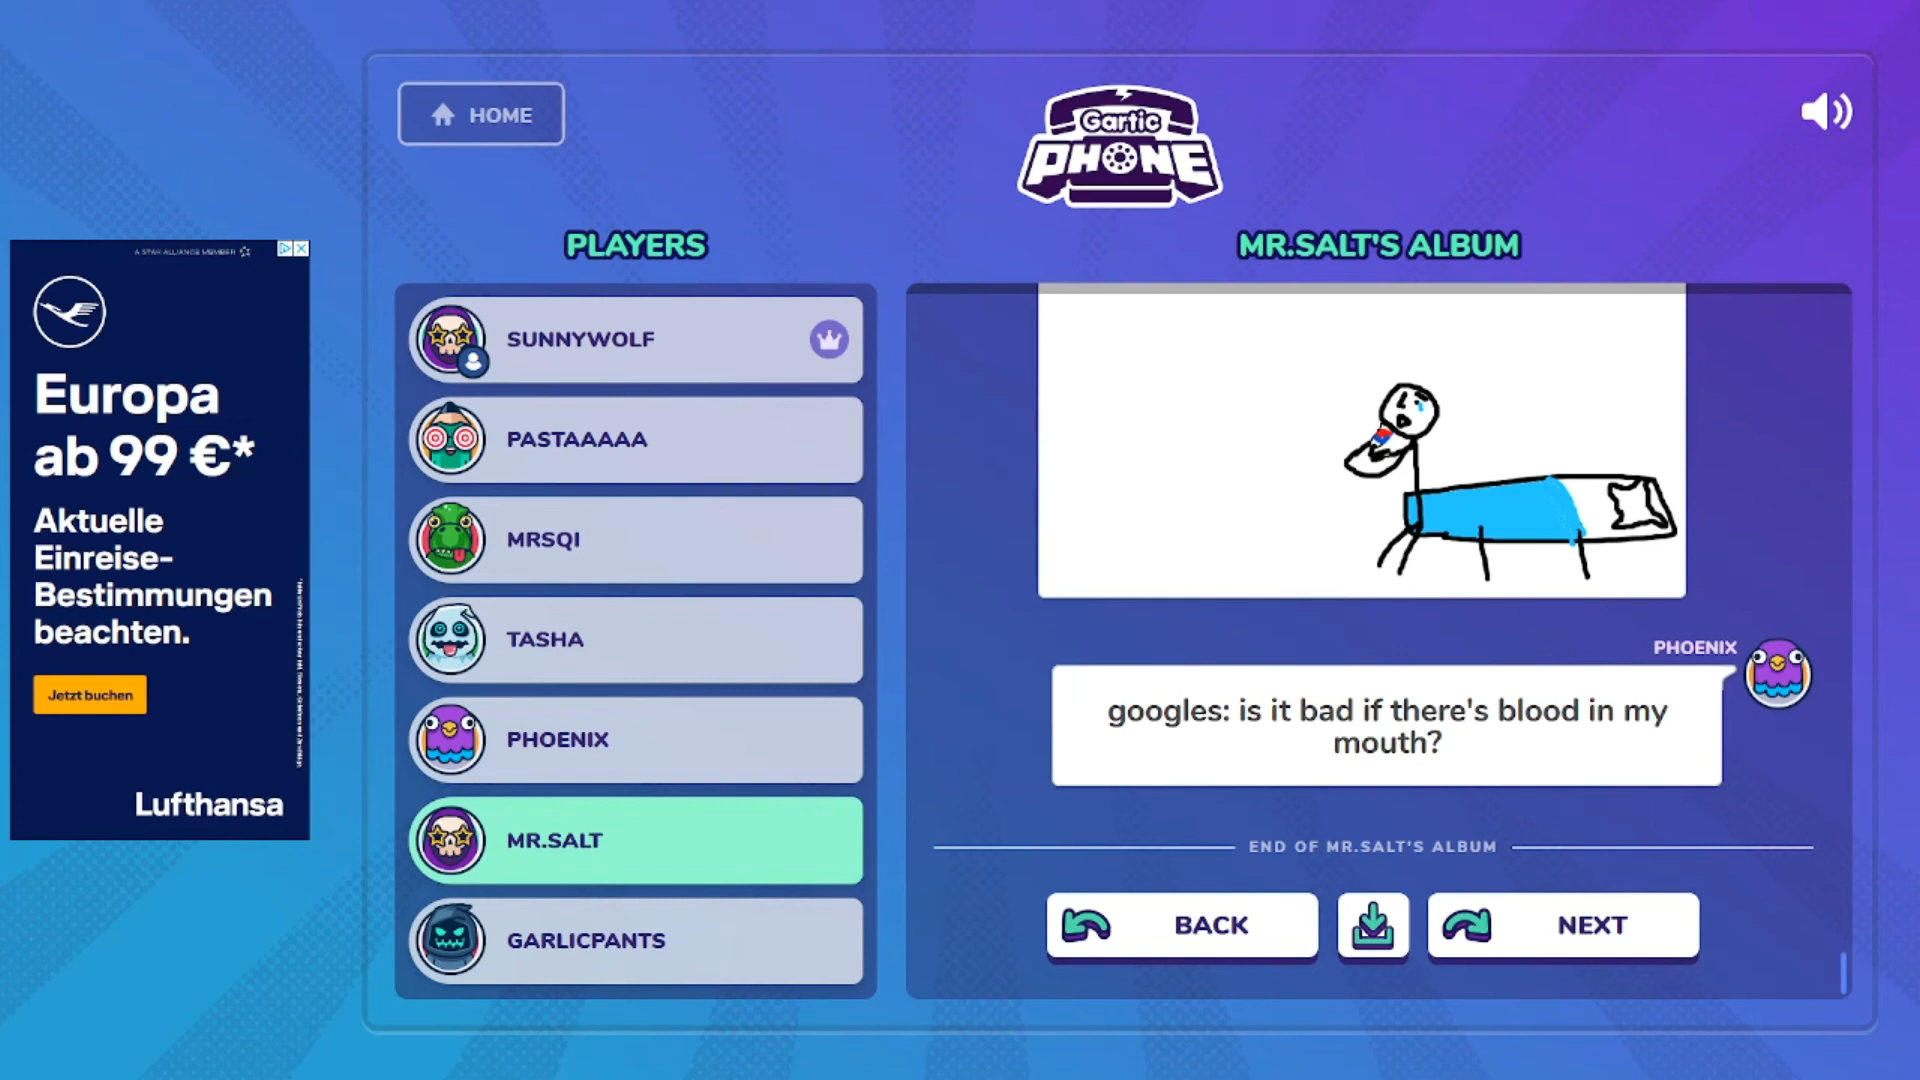 HOME
Gartic
PHONE
PLAYERS
MR.SALT'S ALBUM
A STAR ALLIANCE MEMBER
Europa
ab 99 €*
Aktuelle
Einreise-
Bestimmungen
beachten.
Jetzt buchen
Lufthansa
SUNNYWOLF
PASTAAAAA
MRSQI
TASHA
PHOENIX
MR.SALT
GARLICPANTS
PHOENIX
googles: is it bad if there's blood in my
mouth?
END OF MR.SALT'S ALBUM
BACK
NEXT